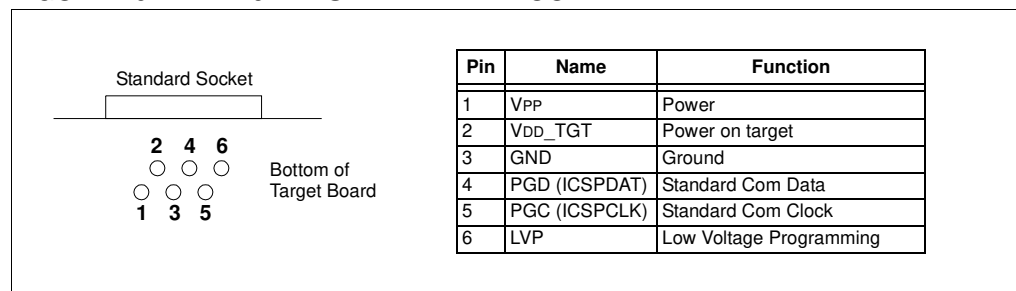 Standard Socket
2 4 6
Bottom of
Target Board
1 3 5
Pin Name Function
1 VPP Power
2 VDD_TGT Power on target
3 GND Ground
4 PGD (ICSPDAT) Standard Com Data
5 PGC (ICSPCLK) Standard Com Clock
6 LVP Low Voltage Programming